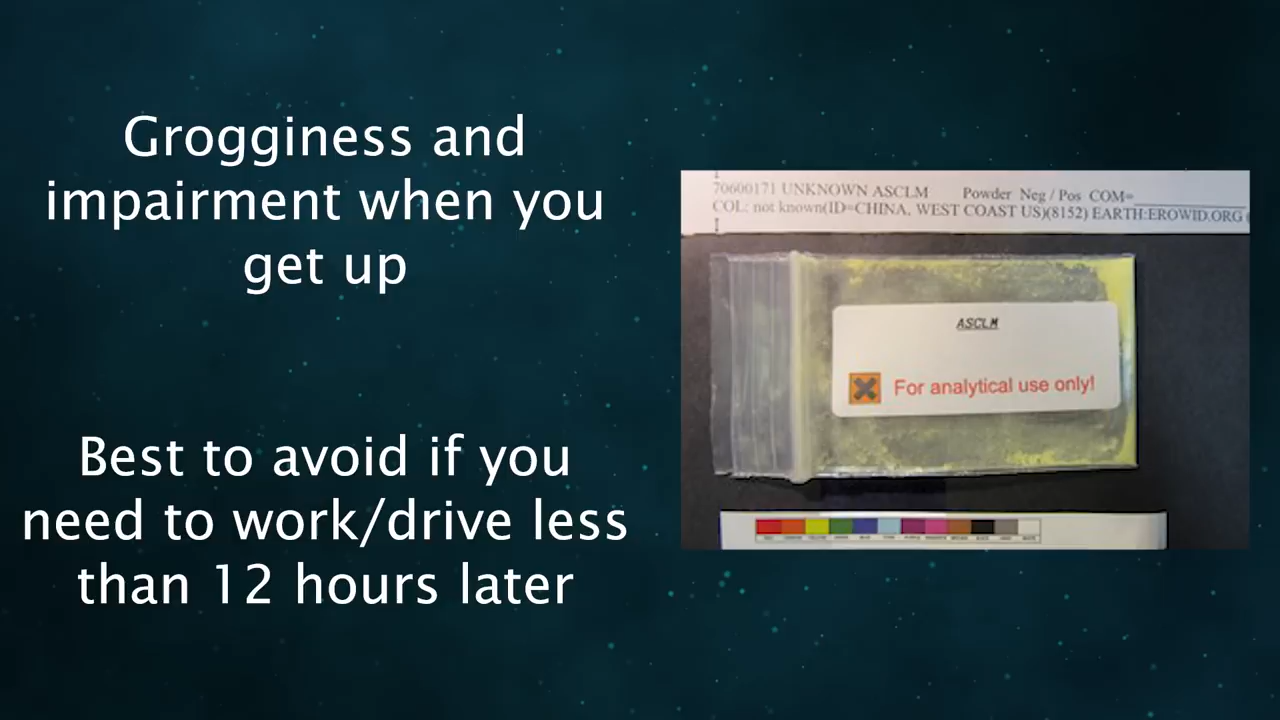 Grogginess and
impairment when you
get up
Best to avoid if you
need to work/drive less
than 12 hours later
70600171 UNKNOWN ASCLM Powder Neg / Pos COM=
COL: not known(ID=CHINA, WEST COAST US)(8152) EARTH:EROWID.ORG (
ASCLM
For analytical use only!